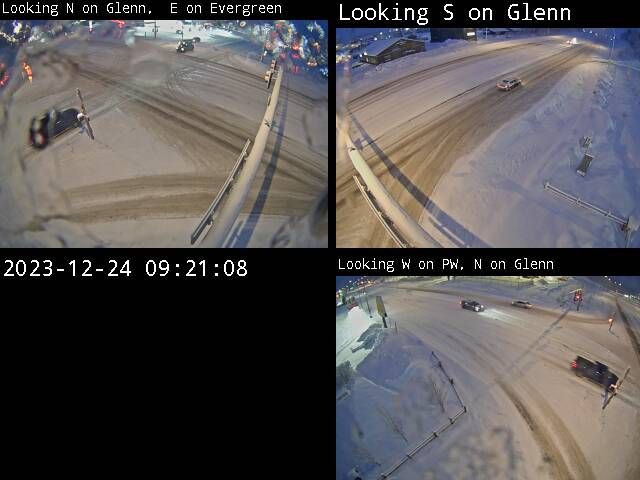 Looking N on Glenn,  E on Evergreen
Looking S on Glenn
2023-12-24 09:21:08
Looking W on PW, N on Glenn